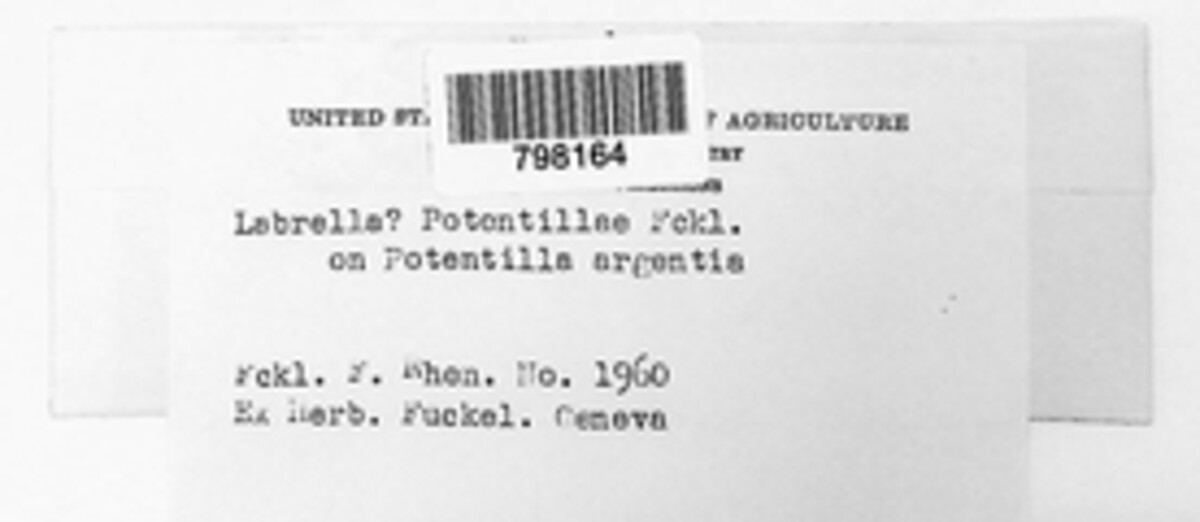 798164
UNITED ST AGRICULTURE
Labrella? Potentillae Fckl.
on Potentilla argentia
Fckl. F. Rhen. No. 1960
Ex Herb. Fuckel. Geneva